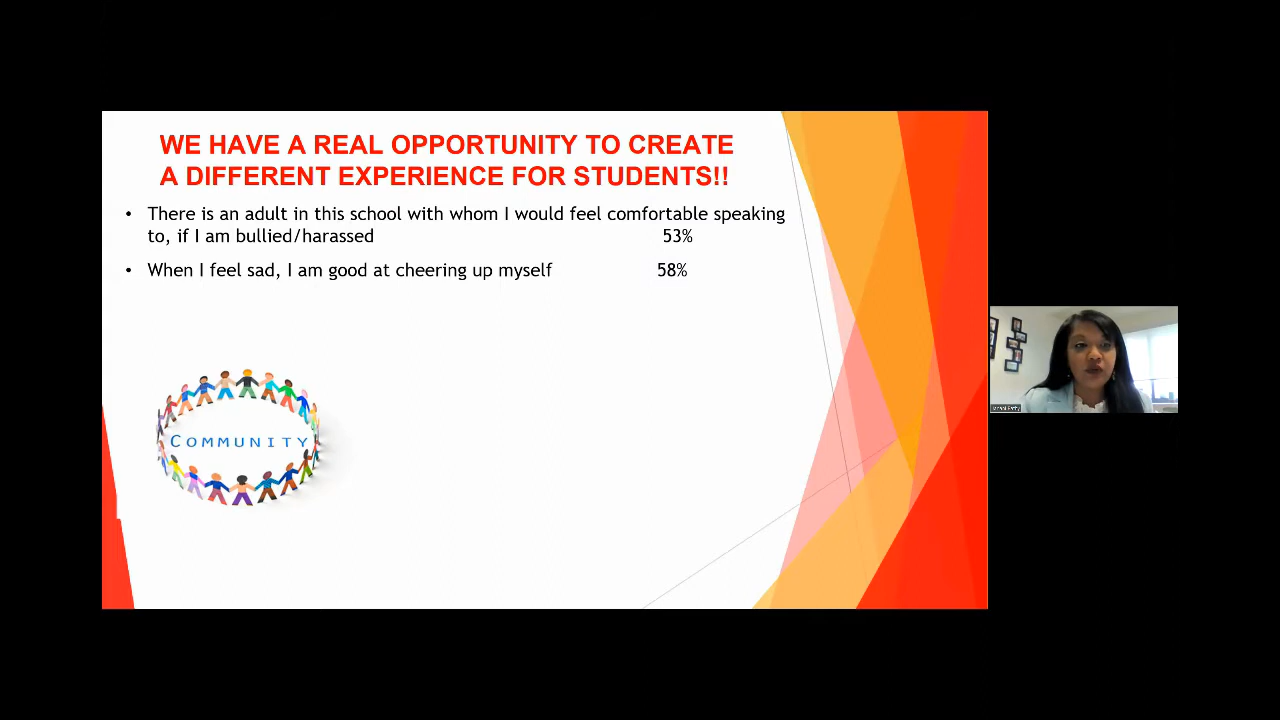 WE HAVE A REAL OPPORTUNITY TO CREATE
A DIFFERENT EXPERIENCE FOR STUDENTS!!
• There is an adult in this school with whom I would feel comfortable speaking
to, if I am bullied/harassed 53%
• When I feel sad, I am good at cheering up myself 58%
COMMUNITY